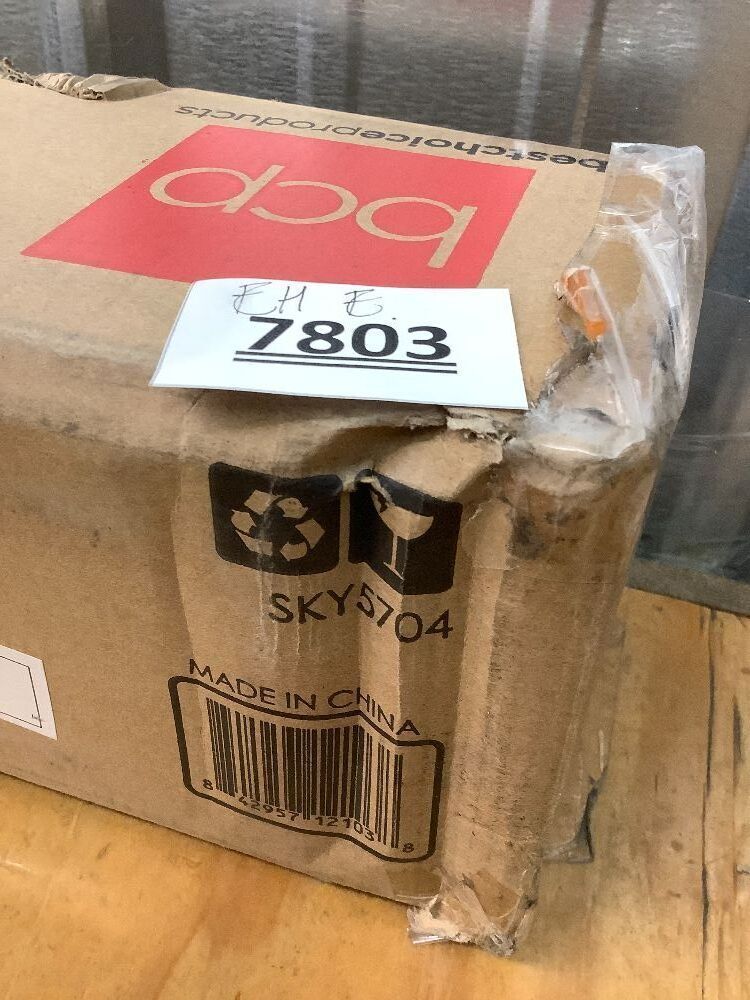 bestchoiceproducts
bcp
EH E.
7803
SKY5704
MADE IN CHINA
8 42957 12103 8